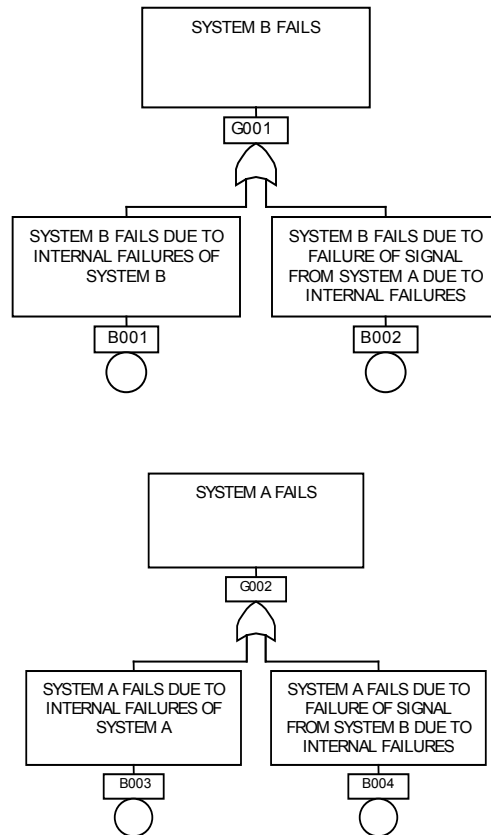 SYSTEM B FAILS
G001
SYSTEM B FAILS DUE TO
INTERNAL FAILURES OF
SYSTEM B
SYSTEM B FAILS DUE TO
FAILURE OF SIGNAL
FROM SYSTEM A DUE TO
INTERNAL FAILURES
B001
B002
SYSTEM A FAILS
G002
SYSTEM A FAILS DUE TO
INTERNAL FAILURES OF
SYSTEM A
SYSTEM A FAILS DUE TO
FAILURE OF SIGNAL
FROM SYSTEM B DUE TO
INTERNAL FAILURES
B003
B004